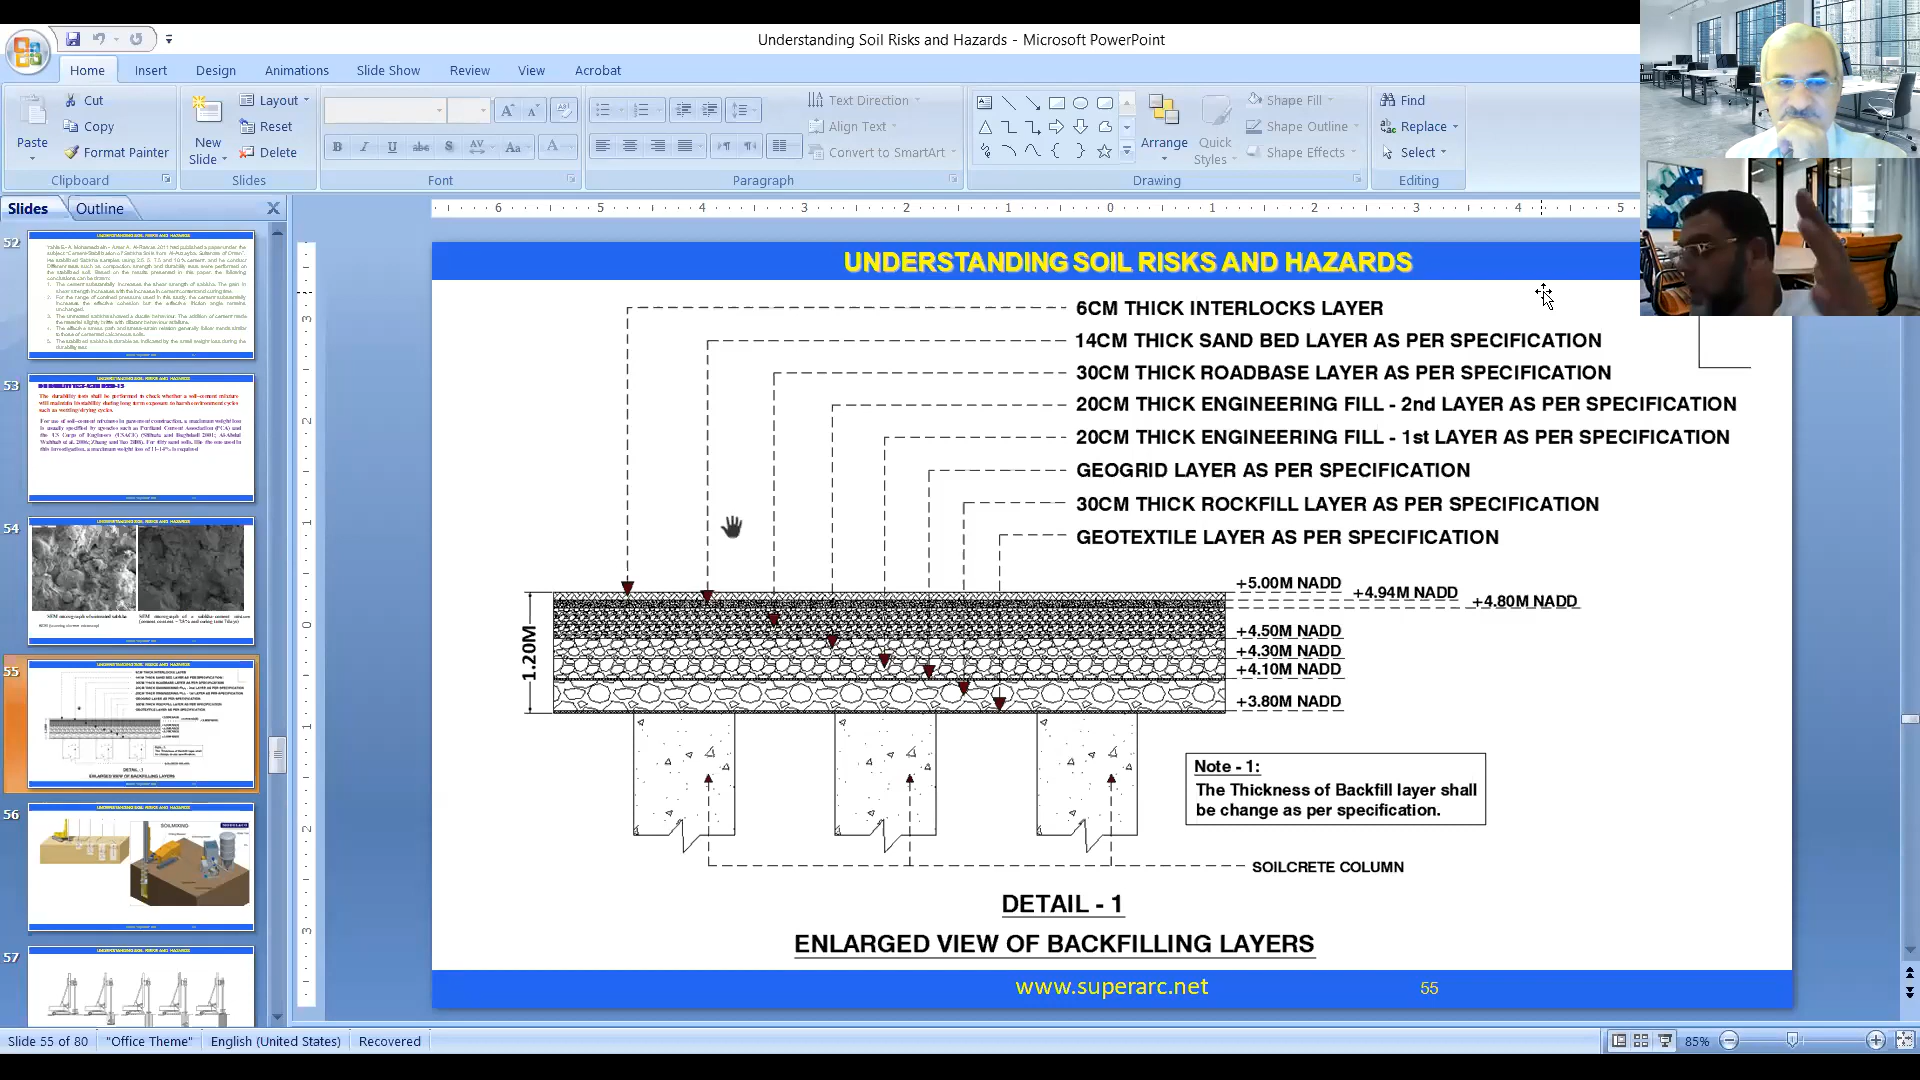 Understanding Soil Risks and Hazards - Microsoft PowerPoint
Home Insert Design Animations Slide Show Review View Acrobat
Paste Cut Copy Format Painter Clipboard
New Slide Layout Reset Delete Slides
Font
Text Direction Align Text Convert to SmartArt Paragraph
Arrange Quick Styles Shape Fill Shape Outline Shape Effects Drawing
Find Replace Select Editing
Slides Outline
52
53
54
55
56
57
UNDERSTANDING SOIL RISKS AND HAZARDS
6CM THICK INTERLOCKS LAYER
14CM THICK SAND BED LAYER AS PER SPECIFICATION
30CM THICK ROADBASE LAYER AS PER SPECIFICATION
20CM THICK ENGINEERING FILL - 2nd LAYER AS PER SPECIFICATION
20CM THICK ENGINEERING FILL - 1st LAYER AS PER SPECIFICATION
GEOGRID LAYER AS PER SPECIFICATION
30CM THICK ROCKFILL LAYER AS PER SPECIFICATION
GEOTEXTILE LAYER AS PER SPECIFICATION
+5.00M NADD
+4.94M NADD
+4.80M NADD
+4.50M NADD
+4.30M NADD
+4.10M NADD
+3.80M NADD
1.20M
Note - 1:
The Thickness of Backfill layer shall
be change as per specification.
SOILCRETE COLUMN
DETAIL - 1
ENLARGED VIEW OF BACKFILLING LAYERS
www.superarc.net 55
Slide 55 of 80 "Office Theme" English (United States) Recovered 85%